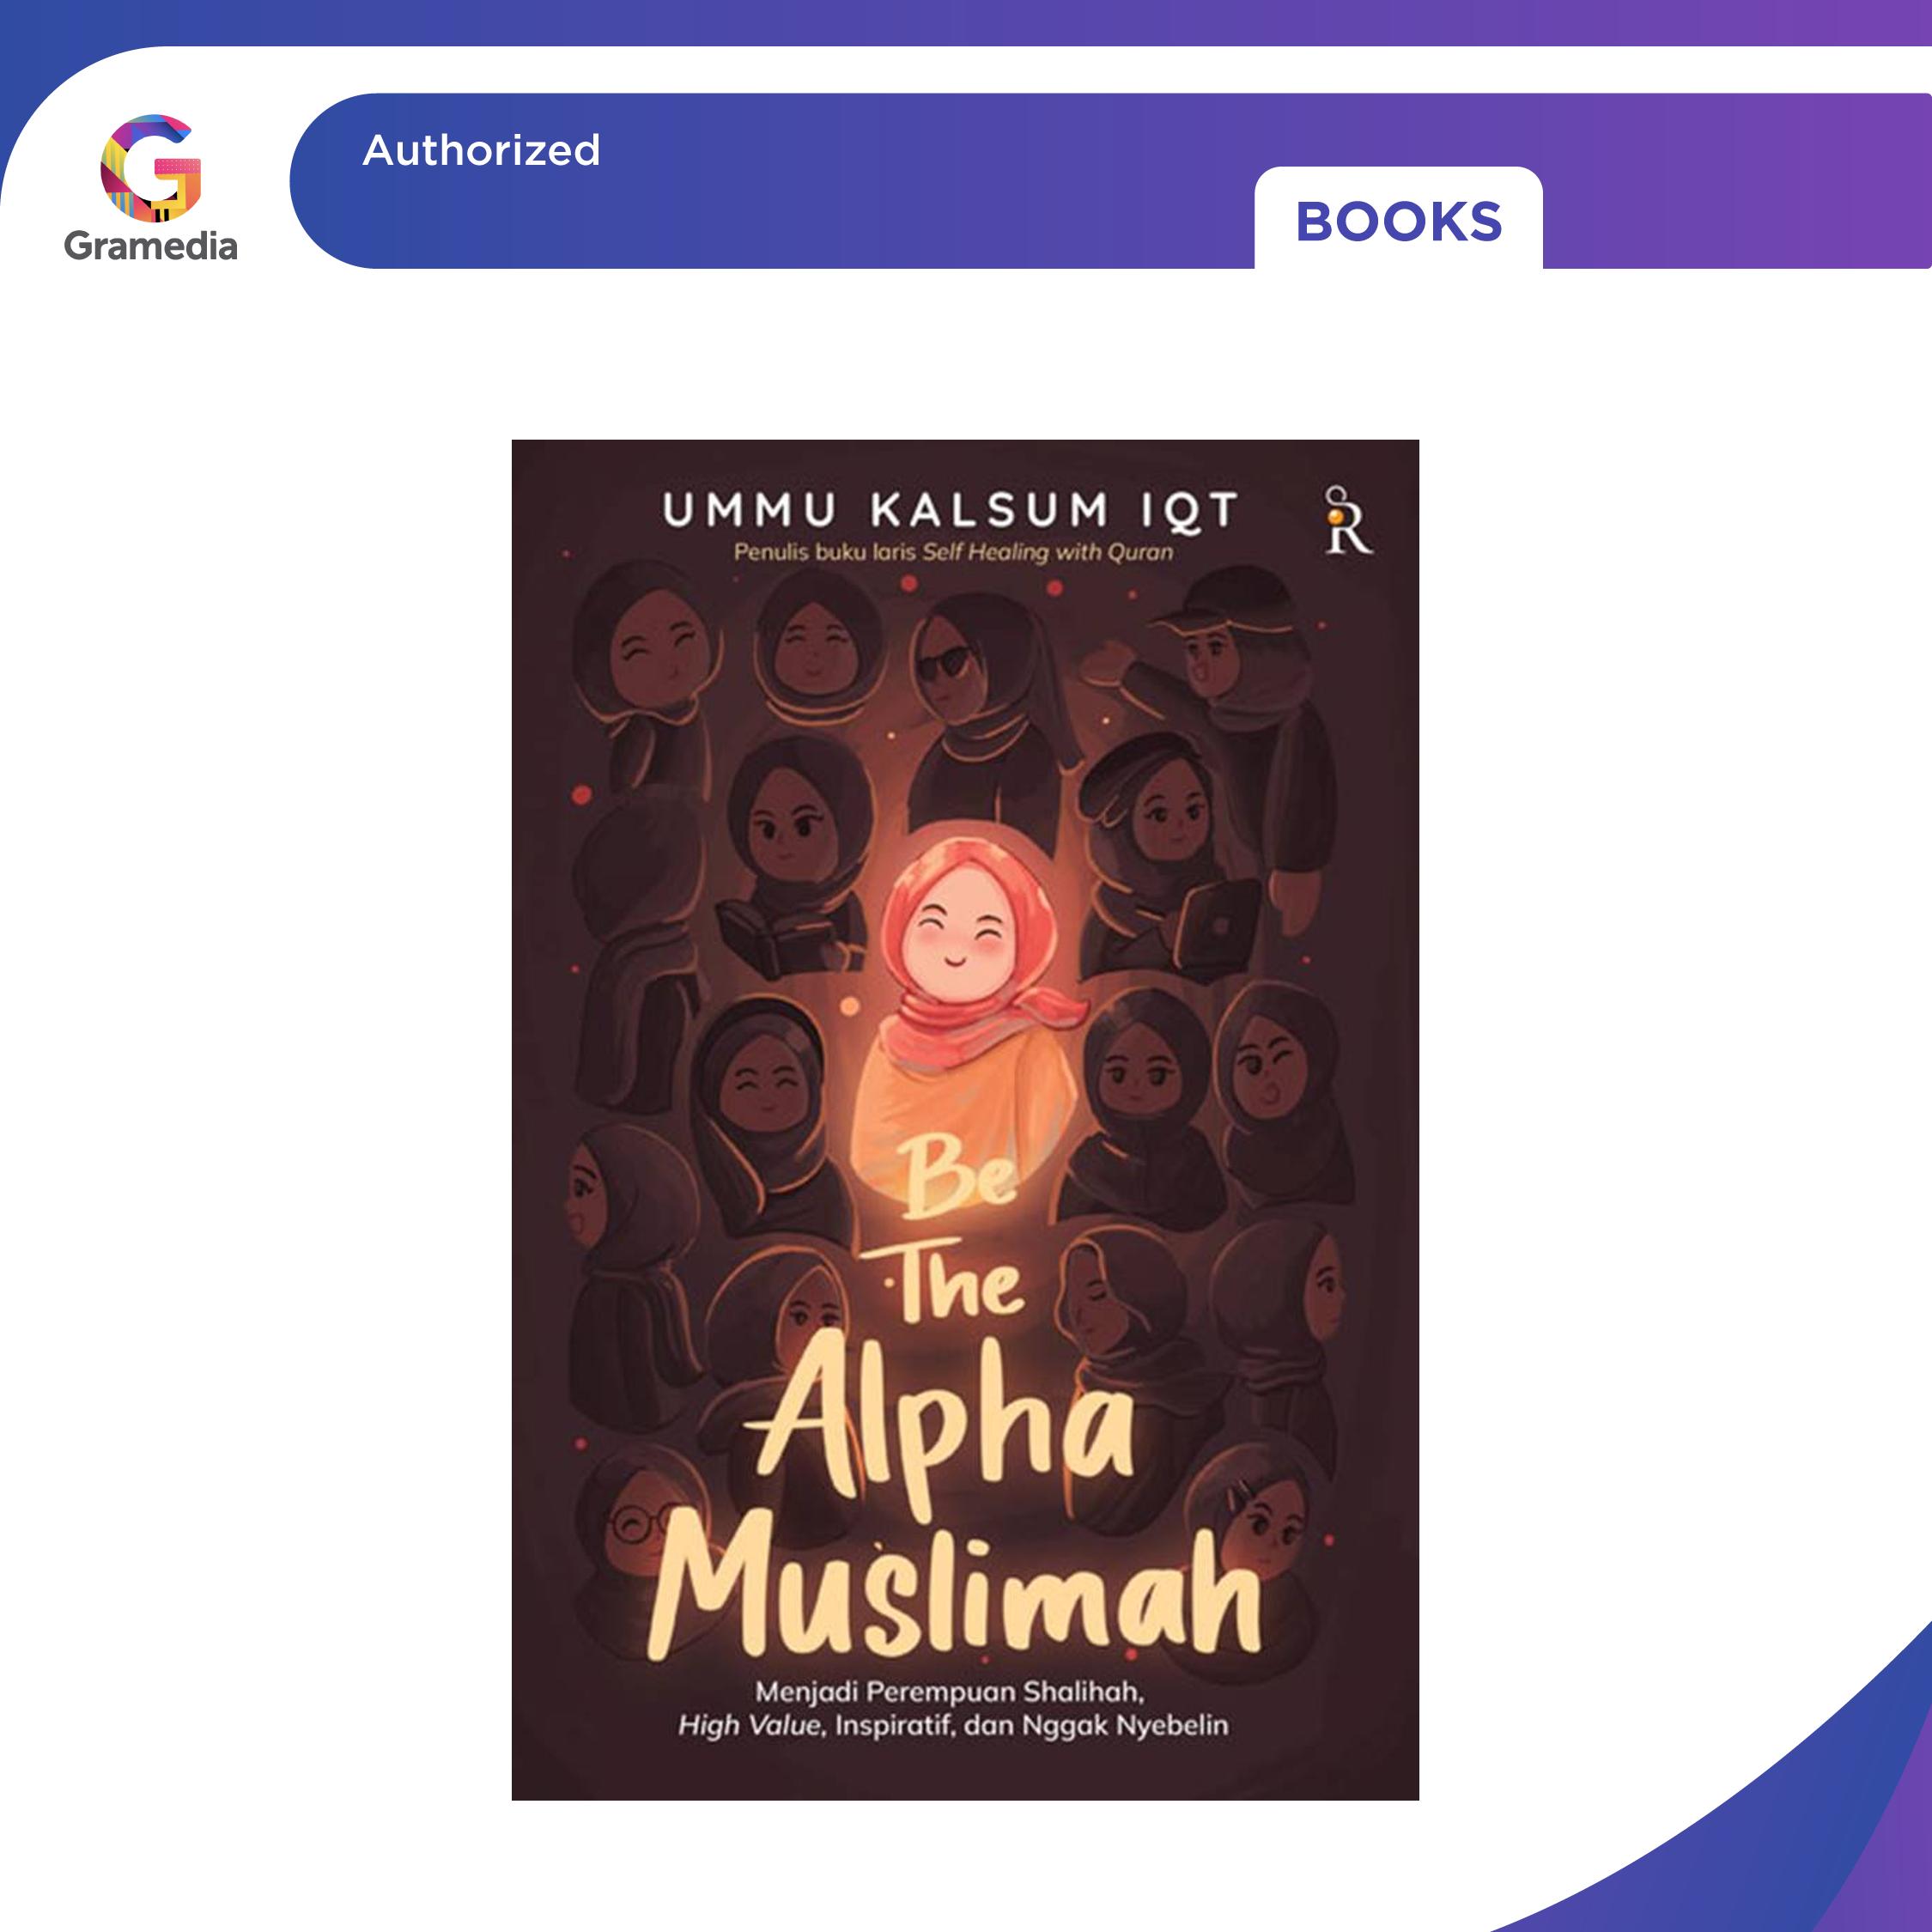 Gramedia
Authorized
BOOKS
UMMU KALSUM IQT
Penulis buku laris Self Healing with Quran
Be
The
Alpha
Muslimah
Menjadi Perempuan Shalihah,
High Value, Inspiratif, dan Nggak Nyebelin